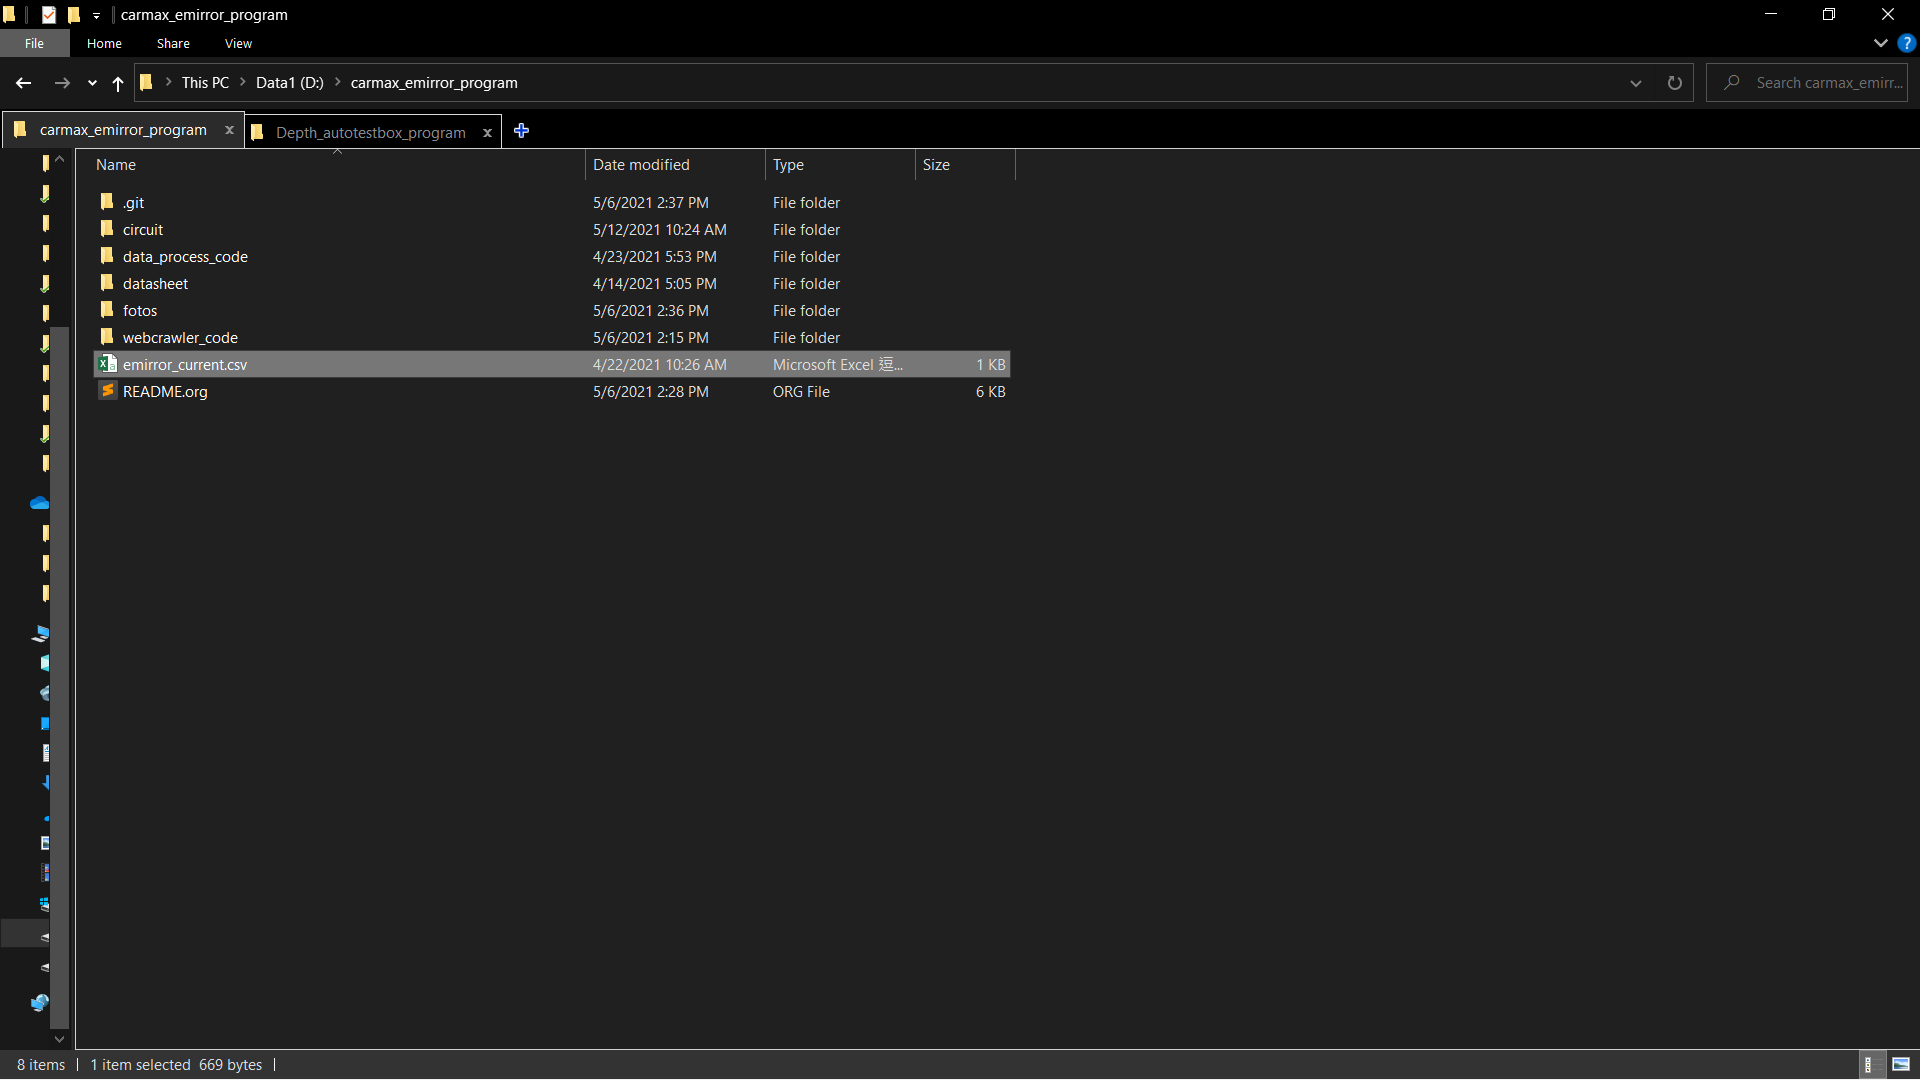 carmax_emirror_program
File Home Share View
This PC Data1 (D:) carmax_emirror_program Search carmax_emirr...
carmax_emirror_program x Depth_autotestbox_program x
Name Date modified Type Size
.git 5/6/2021 2:37 PM File folder
circuit 5/12/2021 10:24 AM File folder
data_process_code 4/23/2021 5:53 PM File folder
datasheet 4/14/2021 5:05 PM File folder
fotos 5/6/2021 2:36 PM File folder
webcrawler_code 5/6/2021 2:15 PM File folder
emirror_current.csv 4/22/2021 10:26 AM Microsoft Excel 逗... 1 KB
README.org 5/6/2021 2:28 PM ORG File 6 KB
8 items 1 item selected 669 bytes